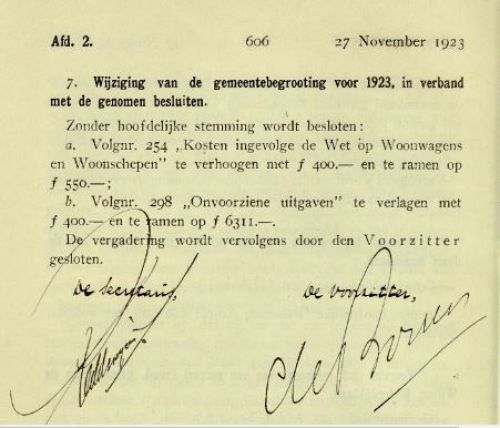 Afd. 2. 606 27 November 1923
7. Wijziging van de gemeentebegrooting voor 1923, in verband
met de genomen besluiten.
Zonder hoofdelijke stemming wordt besloten:
a. Volgnr. 254 „Kosten ingevolge de Wet op Woonwagens
en Woonschepen” te verhoogen met ƒ 400.— en te ramen op
ƒ 550.—;
b. Volgnr. 298 „Onvoorziene uitgaven” te verlagen met
ƒ 400.— en te ramen op ƒ 6311.—.
De vergadering wordt vervolgens door den Voorzitter
gesloten.
De secretaris, De voorzitter,